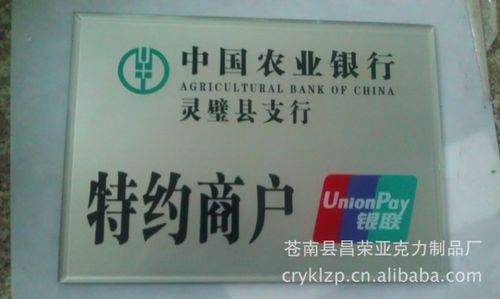 中国农业银行
AGRICULTURAL BANK OF CHINA
灵璧县支行
特约商户
UnionPay
银联
苍南县昌荣亚克力制品厂
cryklzp.cn.alibaba.com